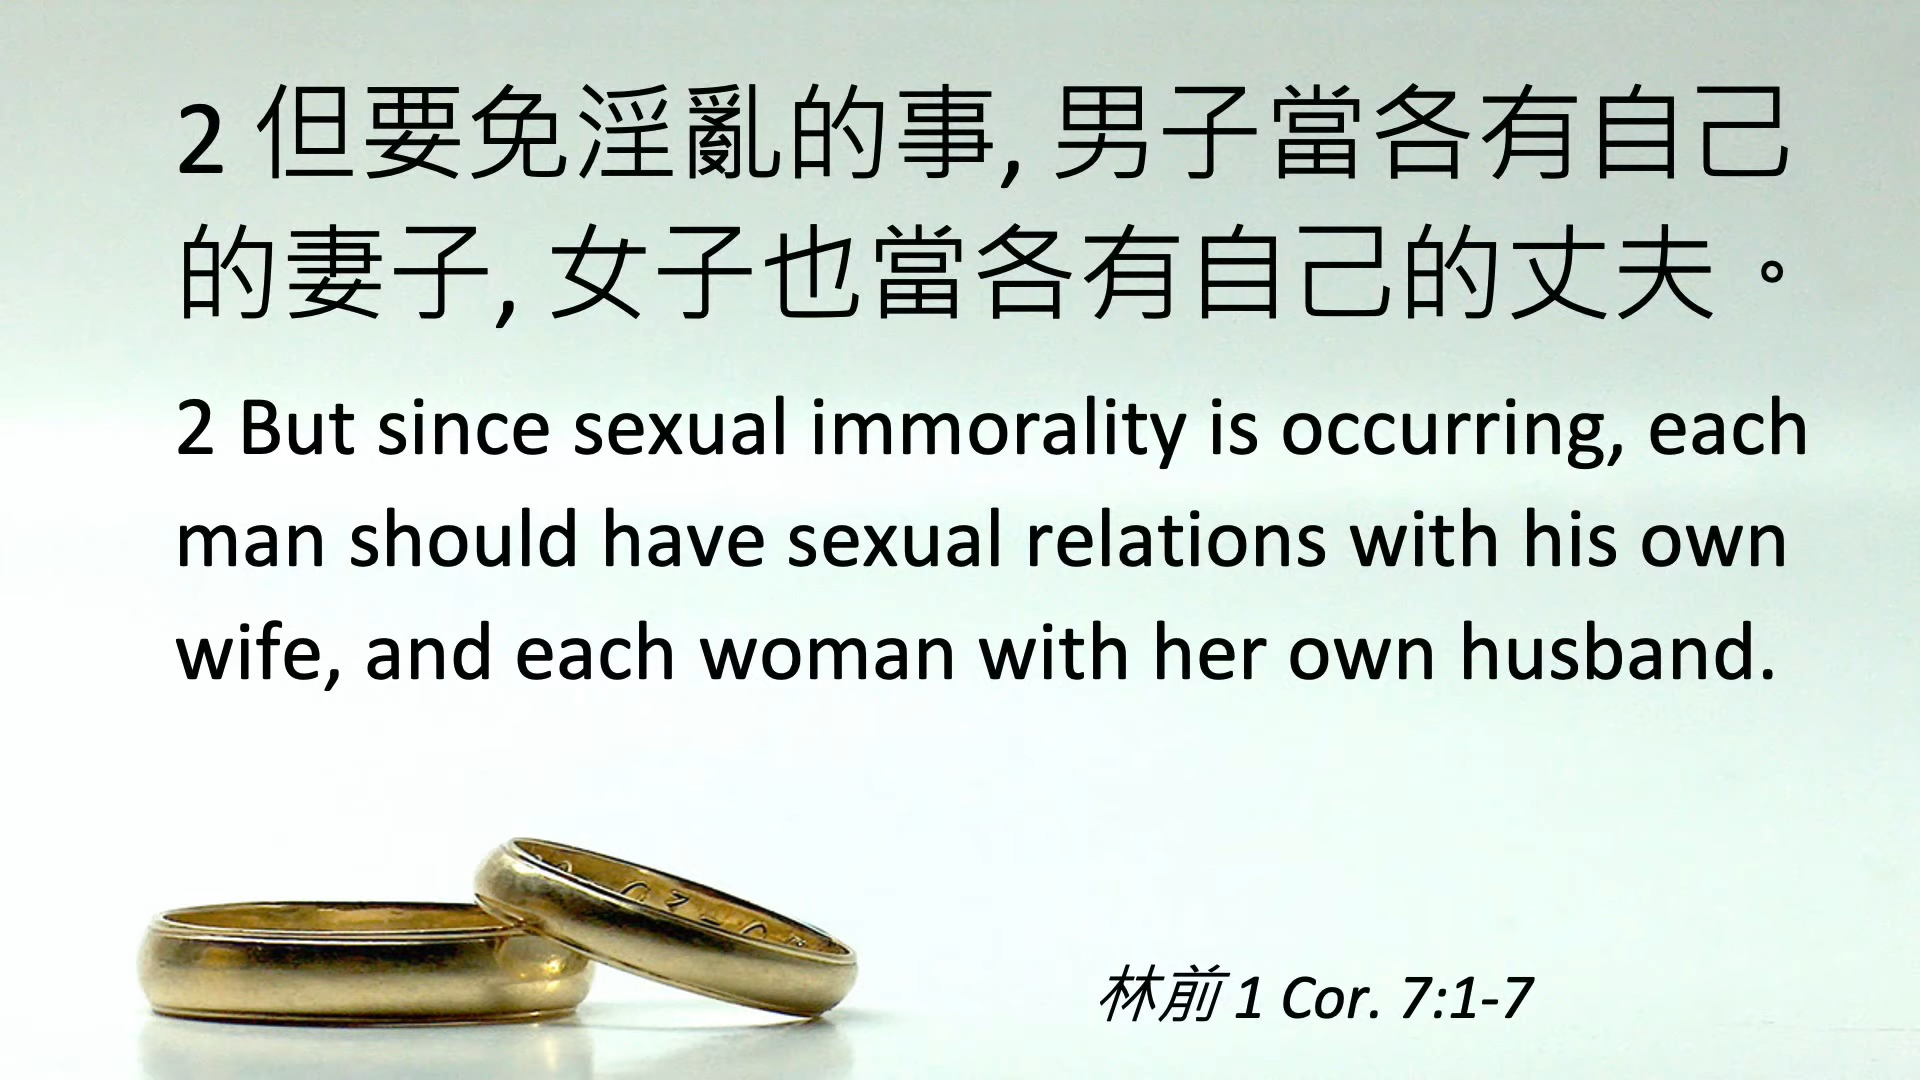 2 但要免淫亂的事, 男子當各有自己
的妻子, 女子也當各有自己的丈夫。
2 But since sexual immorality is occurring, each
man should have sexual relations with his own
wife, and each woman with her own husband.
林前 1 Cor. 7:1-7